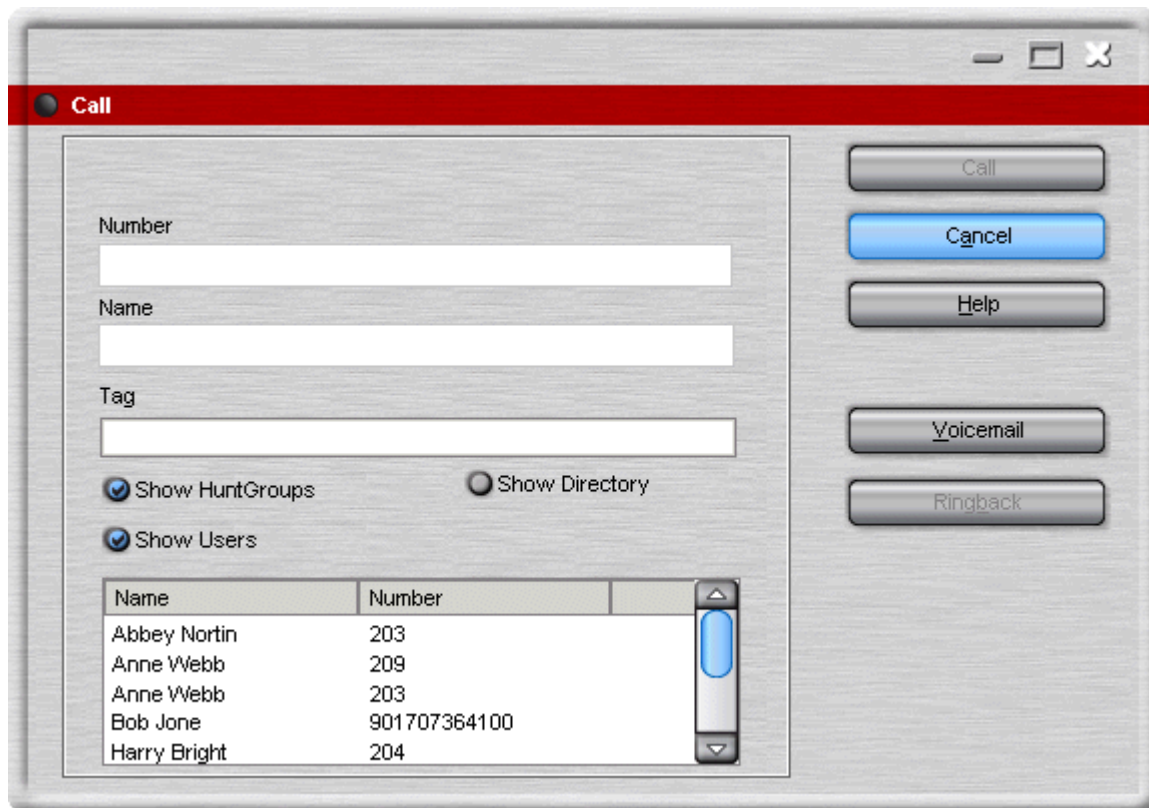 Call
Number
Name
Tag
Show HuntGroups
Show Directory
Show Users
Name Number
Abbey Nortin 203
Anne Webb 209
Anne Webb 203
Bob Jone 901707364100
Harry Bright 204
Call
Cancel
Help
Voicemail
Ringback